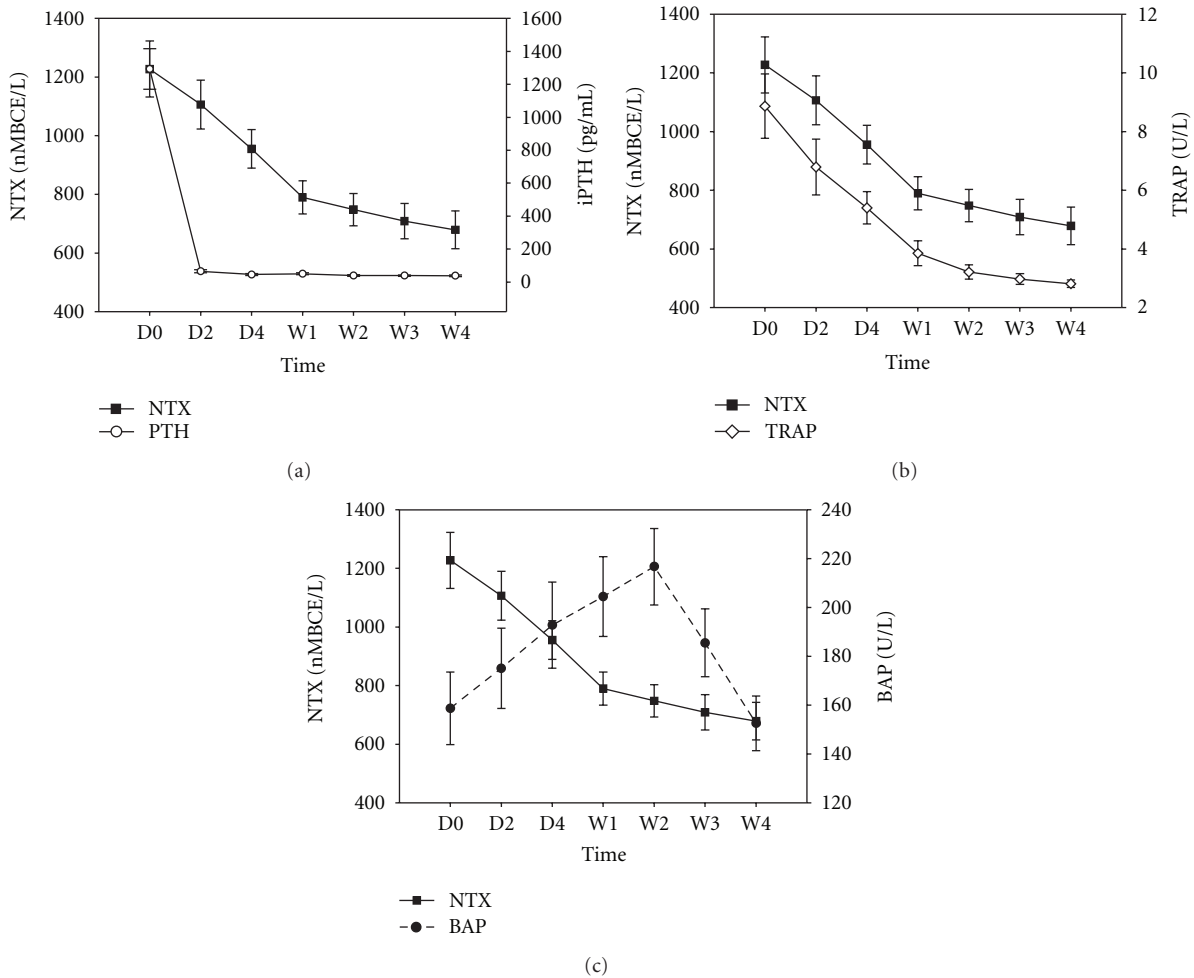 1400
1200
1000
800
600
400
NTX (nMBCE/L)
1600
1400
1200
1000
800
600
400
200
0
iPTH (pg/mL)
D0 D2 D4 W1 W2 W3 W4
Time
NTX
PTH
(a)
1400
1200
1000
800
600
400
NTX (nMBCE/L)
12
10
8
6
4
2
TRAP (U/L)
D0 D2 D4 W1 W2 W3 W4
Time
NTX
TRAP
(b)
1400
1200
1000
800
600
400
NTX (nMBCE/L)
240
220
200
180
160
140
120
BAP (U/L)
D0 D2 D4 W1 W2 W3 W4
Time
NTX
BAP
(c)